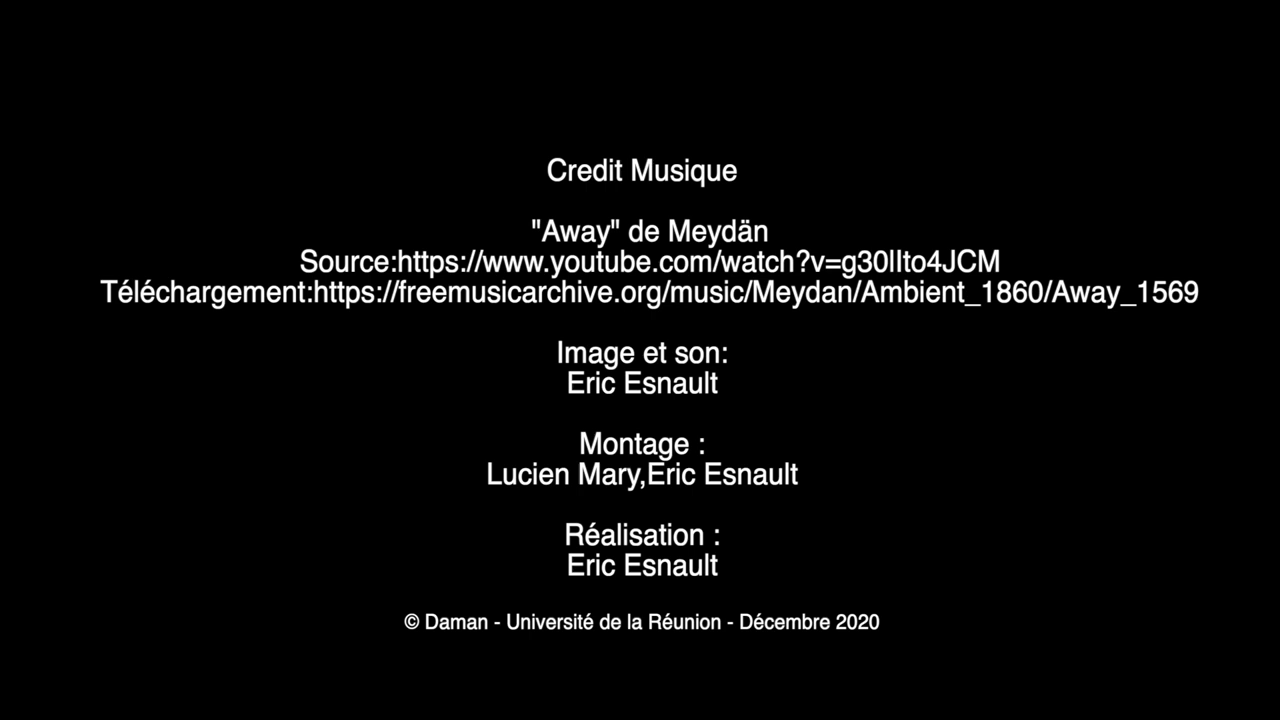 Credit Musique
"Away" de Meydän
Source:https://www.youtube.com/watch?v=g30lIto4JCM
Téléchargement:https://freemusicarchive.org/music/Meydan/Ambient_1860/Away_1569
Image et son:
Eric Esnault
Montage :
Lucien Mary,Eric Esnault
Réalisation :
Eric Esnault
© Daman - Université de la Réunion - Décembre 2020